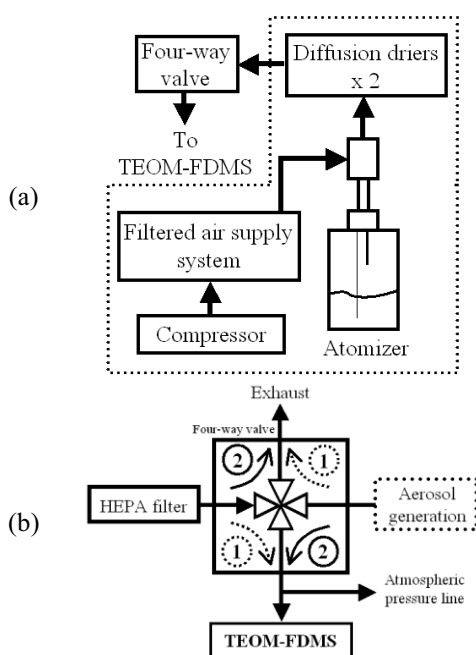 (a)
Four-way
valve
Diffusion driers
x 2
To
TEOM-FDMS
Filtered air supply
system
Compressor
Atomizer
(b)
Exhaust
Four-way valve
2
1
HEPA filter
Aerosol
generation
1
2
Atmospheric
pressure line
TEOM-FDMS